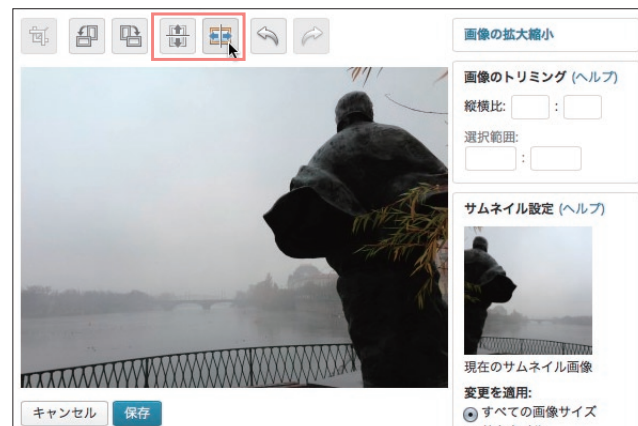 画像の拡大縮小
画像のトリミング (ヘルプ)
縦横比: :
選択範囲:
:
サムネイル設定 (ヘルプ)
現在のサムネイル画像
変更を適用:
すべての画像サイズ
キャンセル 保存